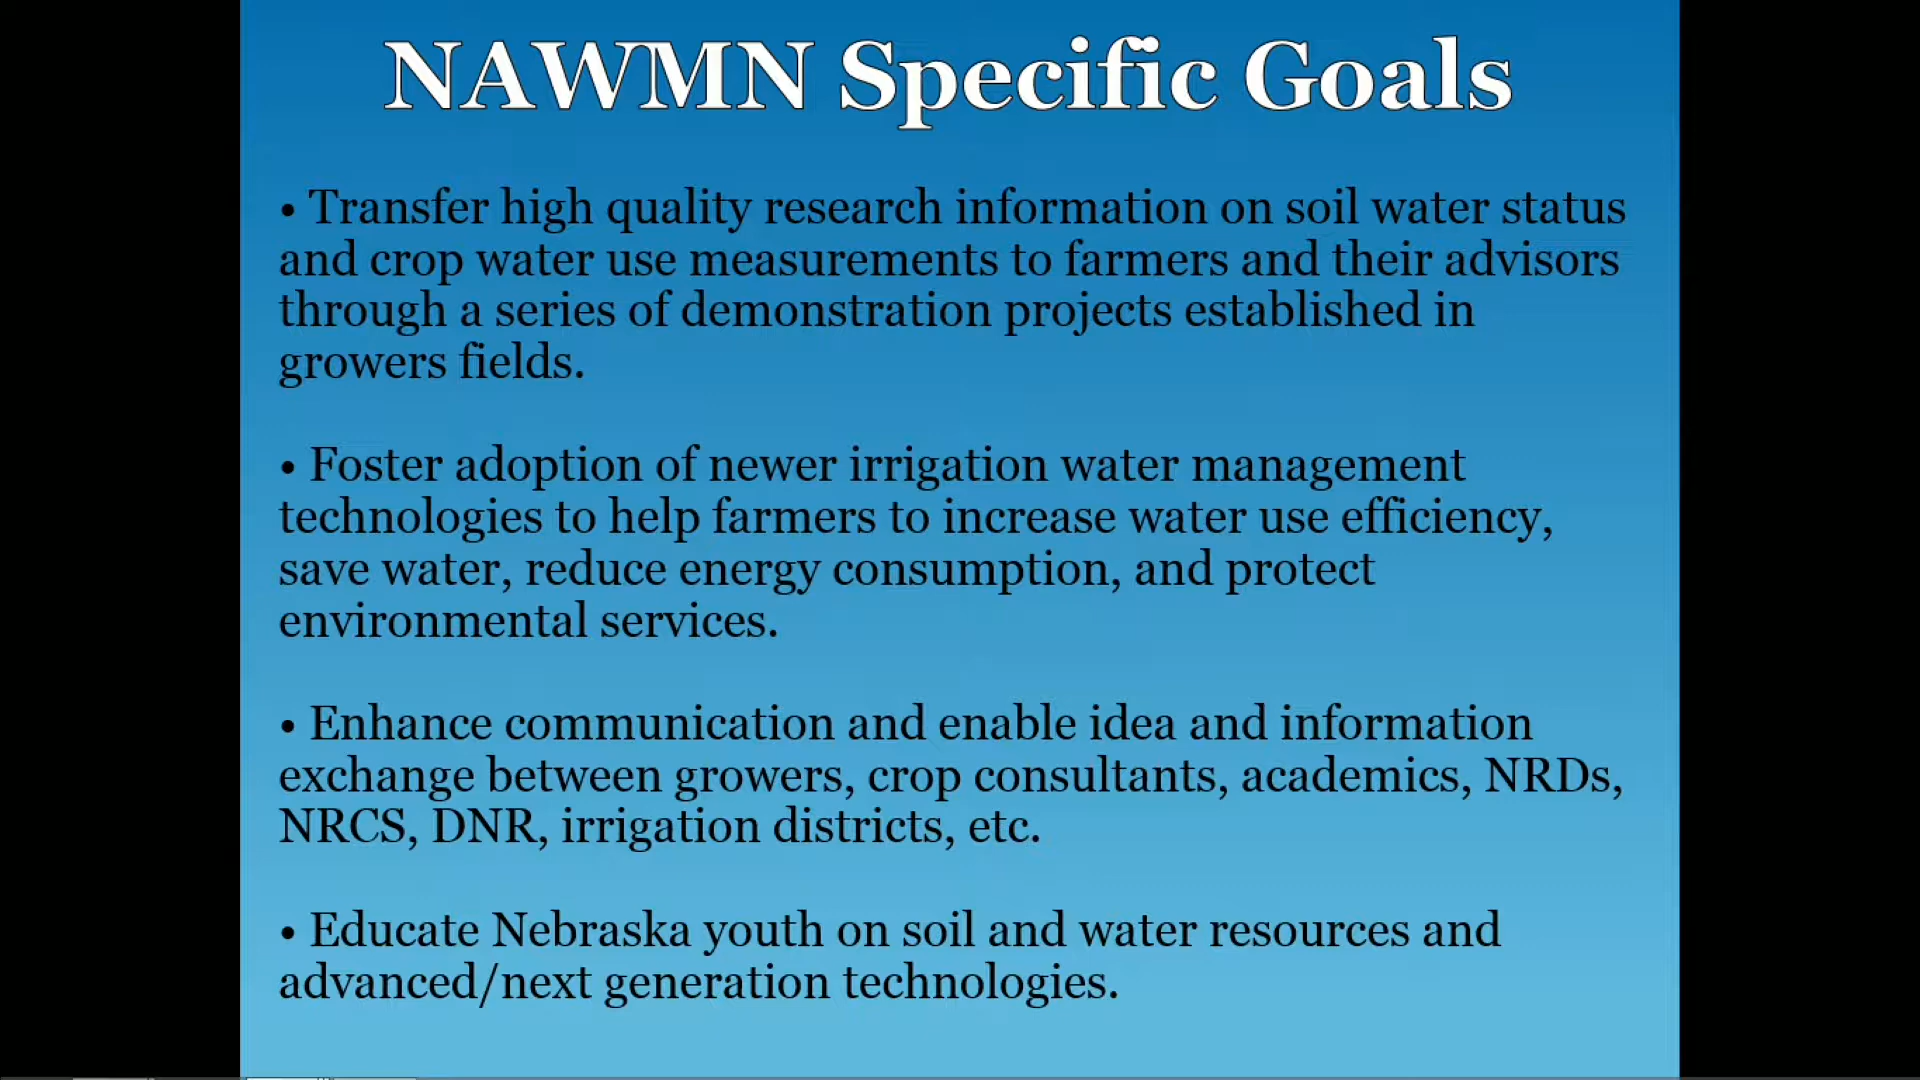 NAWMN Specific Goals
• Transfer high quality research information on soil water status
and crop water use measurements to farmers and their advisors
through a series of demonstration projects established in
growers fields.
• Foster adoption of newer irrigation water management
technologies to help farmers to increase water use efficiency,
save water, reduce energy consumption, and protect
environmental services.
• Enhance communication and enable idea and information
exchange between growers, crop consultants, academics, NRDs,
NRCS, DNR, irrigation districts, etc.
• Educate Nebraska youth on soil and water resources and
advanced/next generation technologies.